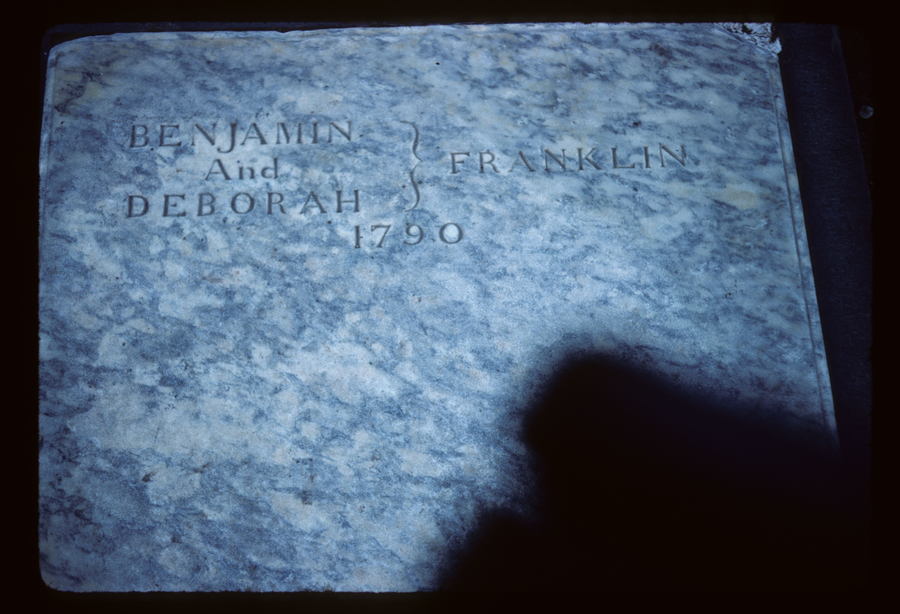 BENJAMIN
And
DEBORAH
} FRANKLIN
1790